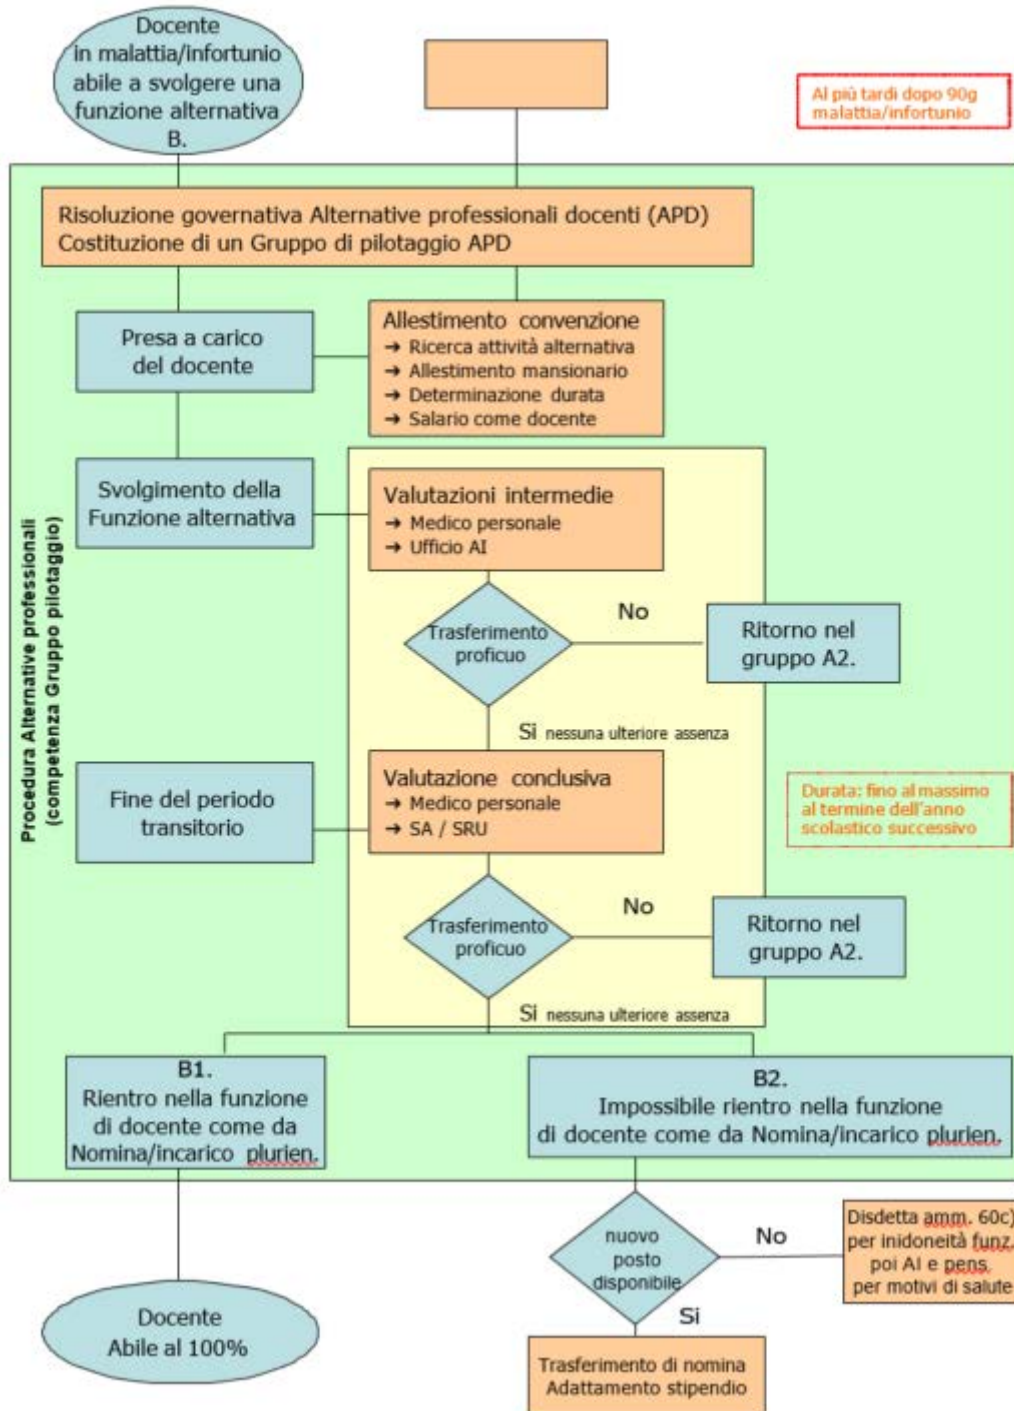 Docente
in malattia/infortunio
abile a svolgere una
funzione alternativa
B.
Al più tardi dopo 90g
malattia/infortunio
Risoluzione governativa Alternative professionali docenti (APD)
Costituzione di un Gruppo di pilotaggio APD
Presa a carico
del docente
Allestimento convenzione
→ Ricerca attività alternativa
→ Allestimento mansionario
→ Determinazione durata
→ Salario come docente
Svolgimento della
Funzione alternativa
Valutazioni intermedie
→ Medico personale
→ Ufficio AI
Procedura Alternative professionali
(competenza Gruppo pilotaggio)
Trasferimento
proficuo
No
Ritorno nel
gruppo A2.
Si nessuna ulteriore assenza
Fine del periodo
transitorio
Valutazione conclusiva
→ Medico personale
→ SA / SRU
Durata: fino al massimo
al termine dell'anno
scolastico successivo
Trasferimento
proficuo
No
Ritorno nel
gruppo A2.
Si nessuna ulteriore assenza
B1.
Rientro nella funzione
di docente come da
Nomina/incarico plurien.
B2.
Impossibile rientro nella funzione
di docente come da Nomina/incarico plurien.
nuovo
posto
disponibile
No
Disdetta amm. 60c)
per inidoneità funz.
poi AI e pens.
per motivi di salute
Si
Docente
Abile al 100%
Trasferimento di nomina
Adattamento stipendio